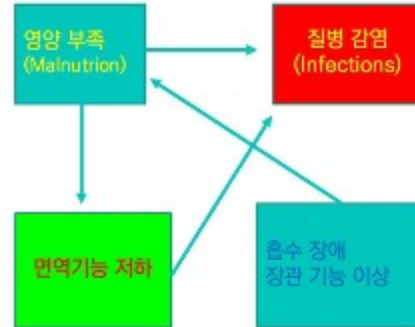 영양 부족
(Malnutrion)
질병 감염
(Infections)
면역기능 저하
흡수 장애
장관 기능 이상